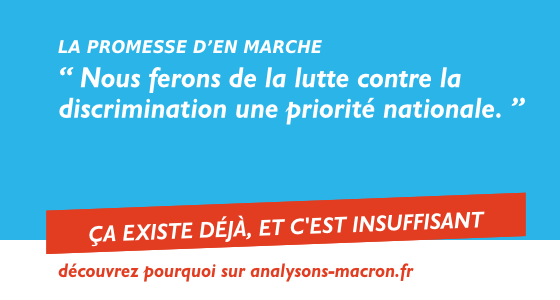 LA PROMESSE D’EN MARCHE
“ Nous ferons de la lutte contre la
discrimination une priorité nationale. ”
ÇA EXISTE DÉJÀ, ET C'EST INSUFFISANT
découvrez pourquoi sur analysons-macron.fr